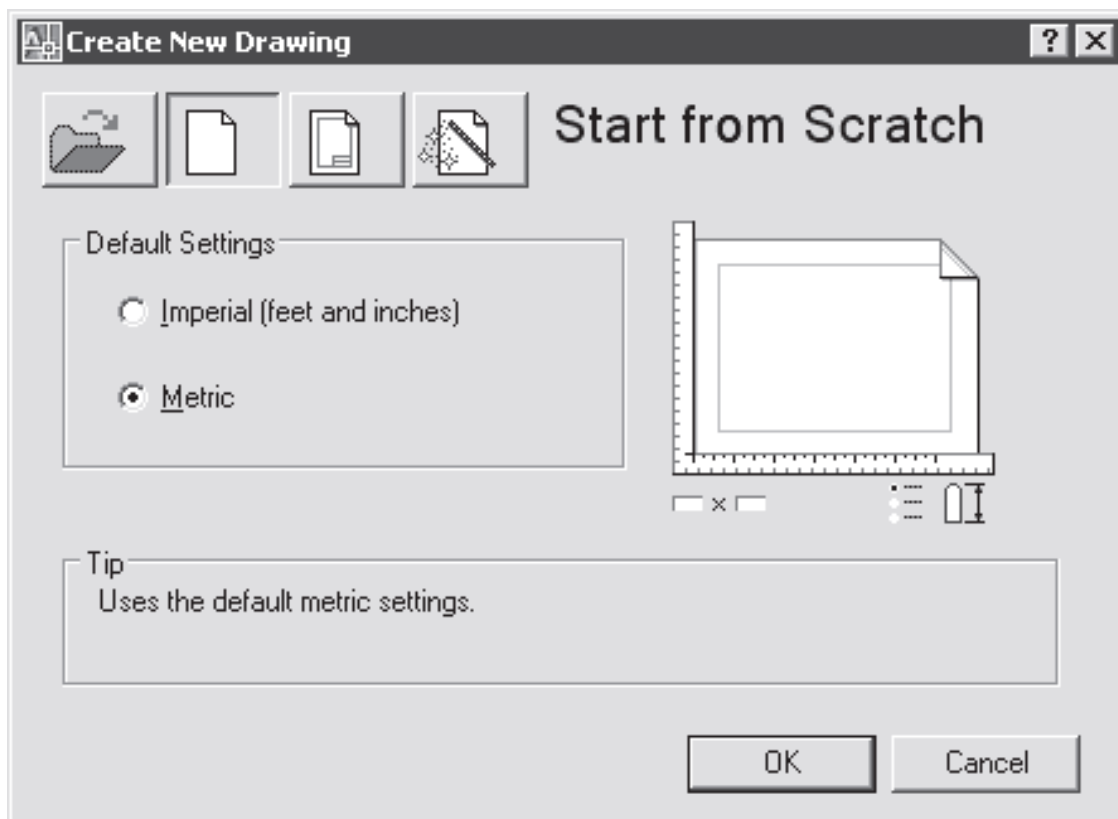 Create New Drawing
Start from Scratch
Default Settings
Imperial (feet and inches)
Metric
Tip
Uses the default metric settings.
OK
Cancel